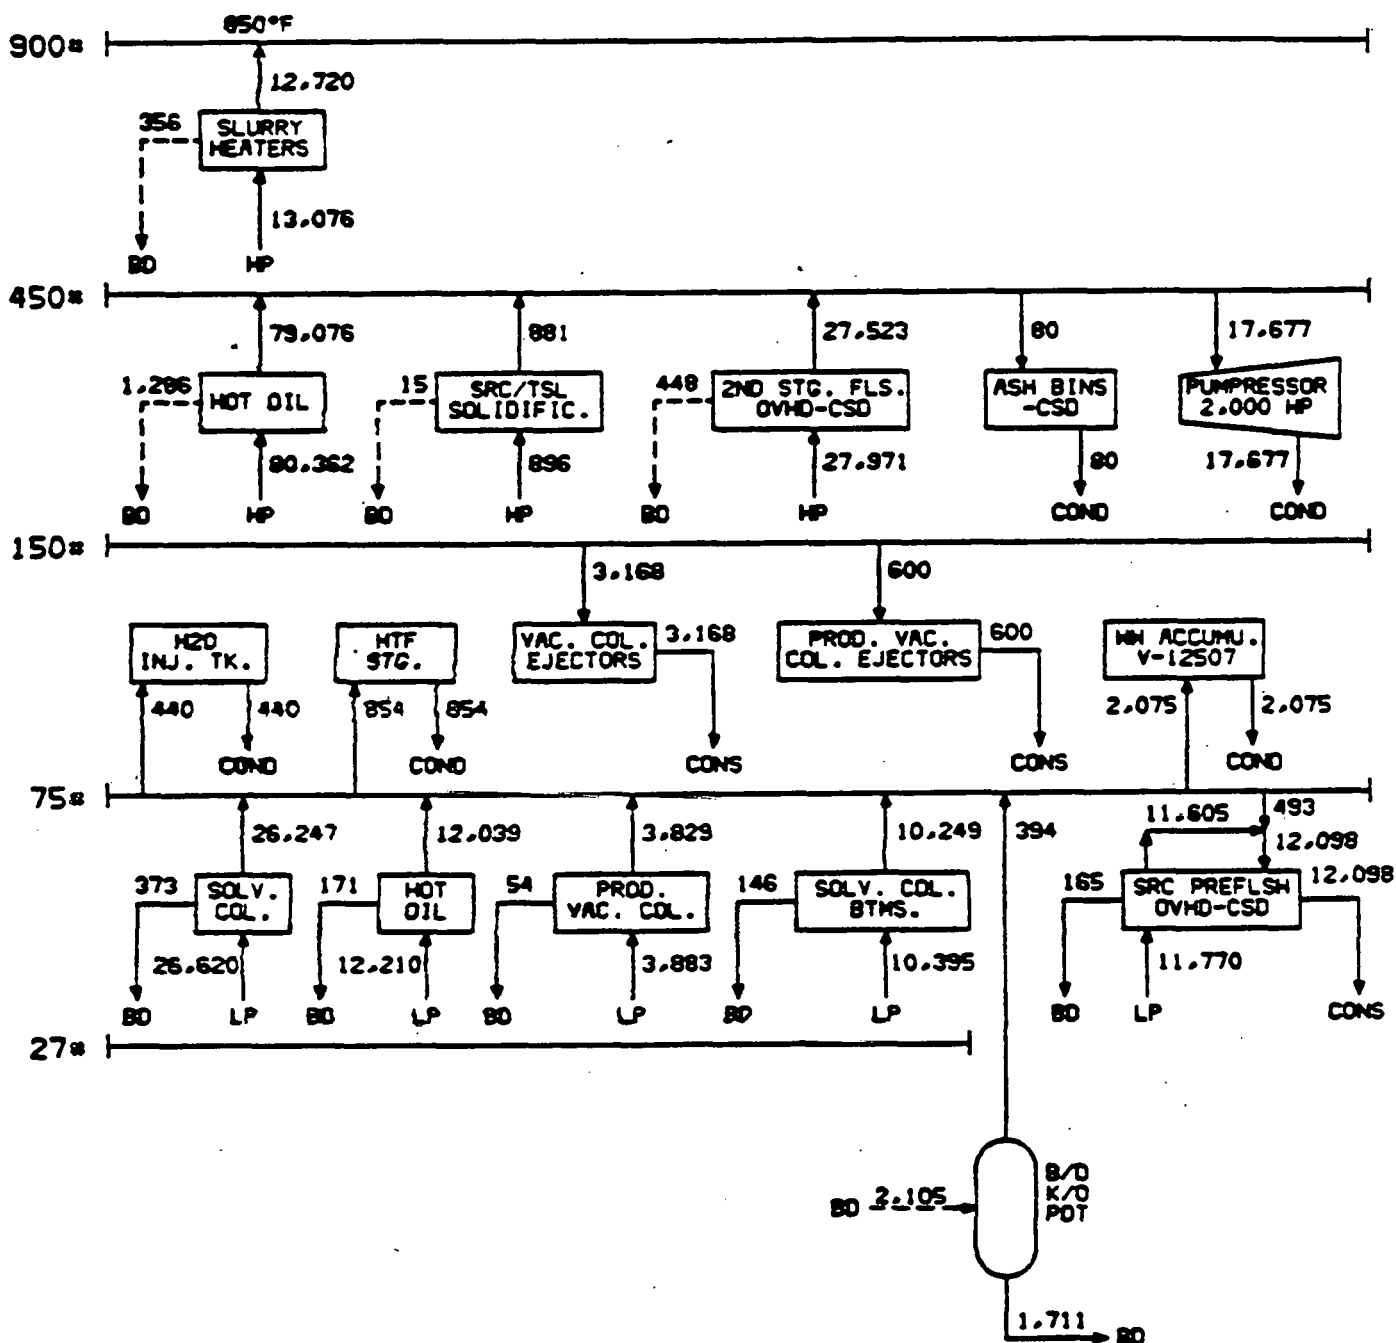 850°F
900#
12.720
356
SLURRY
HEATERS
13.076
BD
HP
450#
79.076
881
27.523
80
17.677
1.286
HOT OIL
15
SRC/TSL
SOLIDIFIC.
448
2ND STG. FLS.
OVHD-CSD
ASH BINS
-CSD
PUMPRESSOR
2.000 HP
80.362
896
27.971
80
17.677
BD
HP
BD
HP
BD
HP
COND
COND
150#
3.168
600
H2O
INJ. TK.
HTF
STG.
VAC. COL.
EJECTORS
3.168
PROD. VAC.
COL. EJECTORS
600
WW ACCUMU.
V-12507
440
440
854
854
2.075
2.075
COND
COND
CONS
CONS
COND
75#
26.247
12.039
3.829
10.249
394
11.605
493
12.098
373
SOLV.
COL.
171
HOT
OIL
54
PROD.
VAC. COL.
146
SOLV. COL.
BTMS.
165
SRC PREFLSH
OVHD-CSD
12.098
26.620
12.210
3.883
10.395
11.770
BD
LP
BD
LP
BD
LP
BD
LP
BD
LP
CONS
27#
B/D
K/O
POT
BD
2.105
1.711
BD